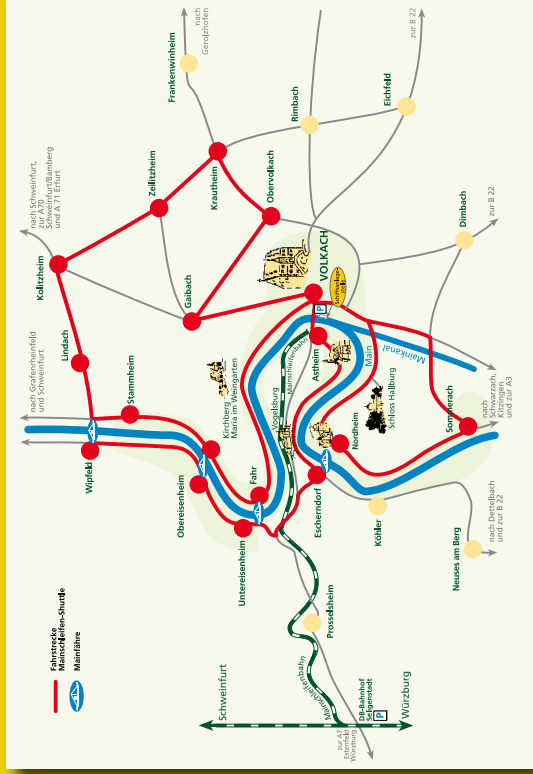 nach
Gerolzhofen
zur B 22
Frankenwinheim
Rimbach
Eichfeld
nach Schweinfurt,
zur A70
Schweinfurt/Bamberg
und A 71 Erfurt
Zeilitzheim
Krautheim
Obervolkach
Dimbach
zur B 22
Kolitzheim
Gaibach
VOLKACH
Schiffsanlege-
stelle
P
nach Grafenrheinfeld
und Schweinfurt
Lindach
Stammheim
Kirchberg
Maria im Weingarten
Vogelsburg
Mainschleifenbahn
Astheim
Main
Mainkanal
Schloss Hallburg
Nordheim
Sommerach
nach
Schwarzach,
Kitzingen
und zur A3
Wipfeld
Obereisenheim
Fahr
Untereisenheim
Escherndorf
Köhler
Neuses am Berg
nach Dettelbach
und zur B 22
Prosselsheim
Mainschleifenbahn
Fahrstrecke
Mainschleifen-Shuttle
Mainfähre
Schweinfurt
Würzburg
DB-Bahnhof
Seligenstadt
P
zur A7
Estenfeld
Würzburg